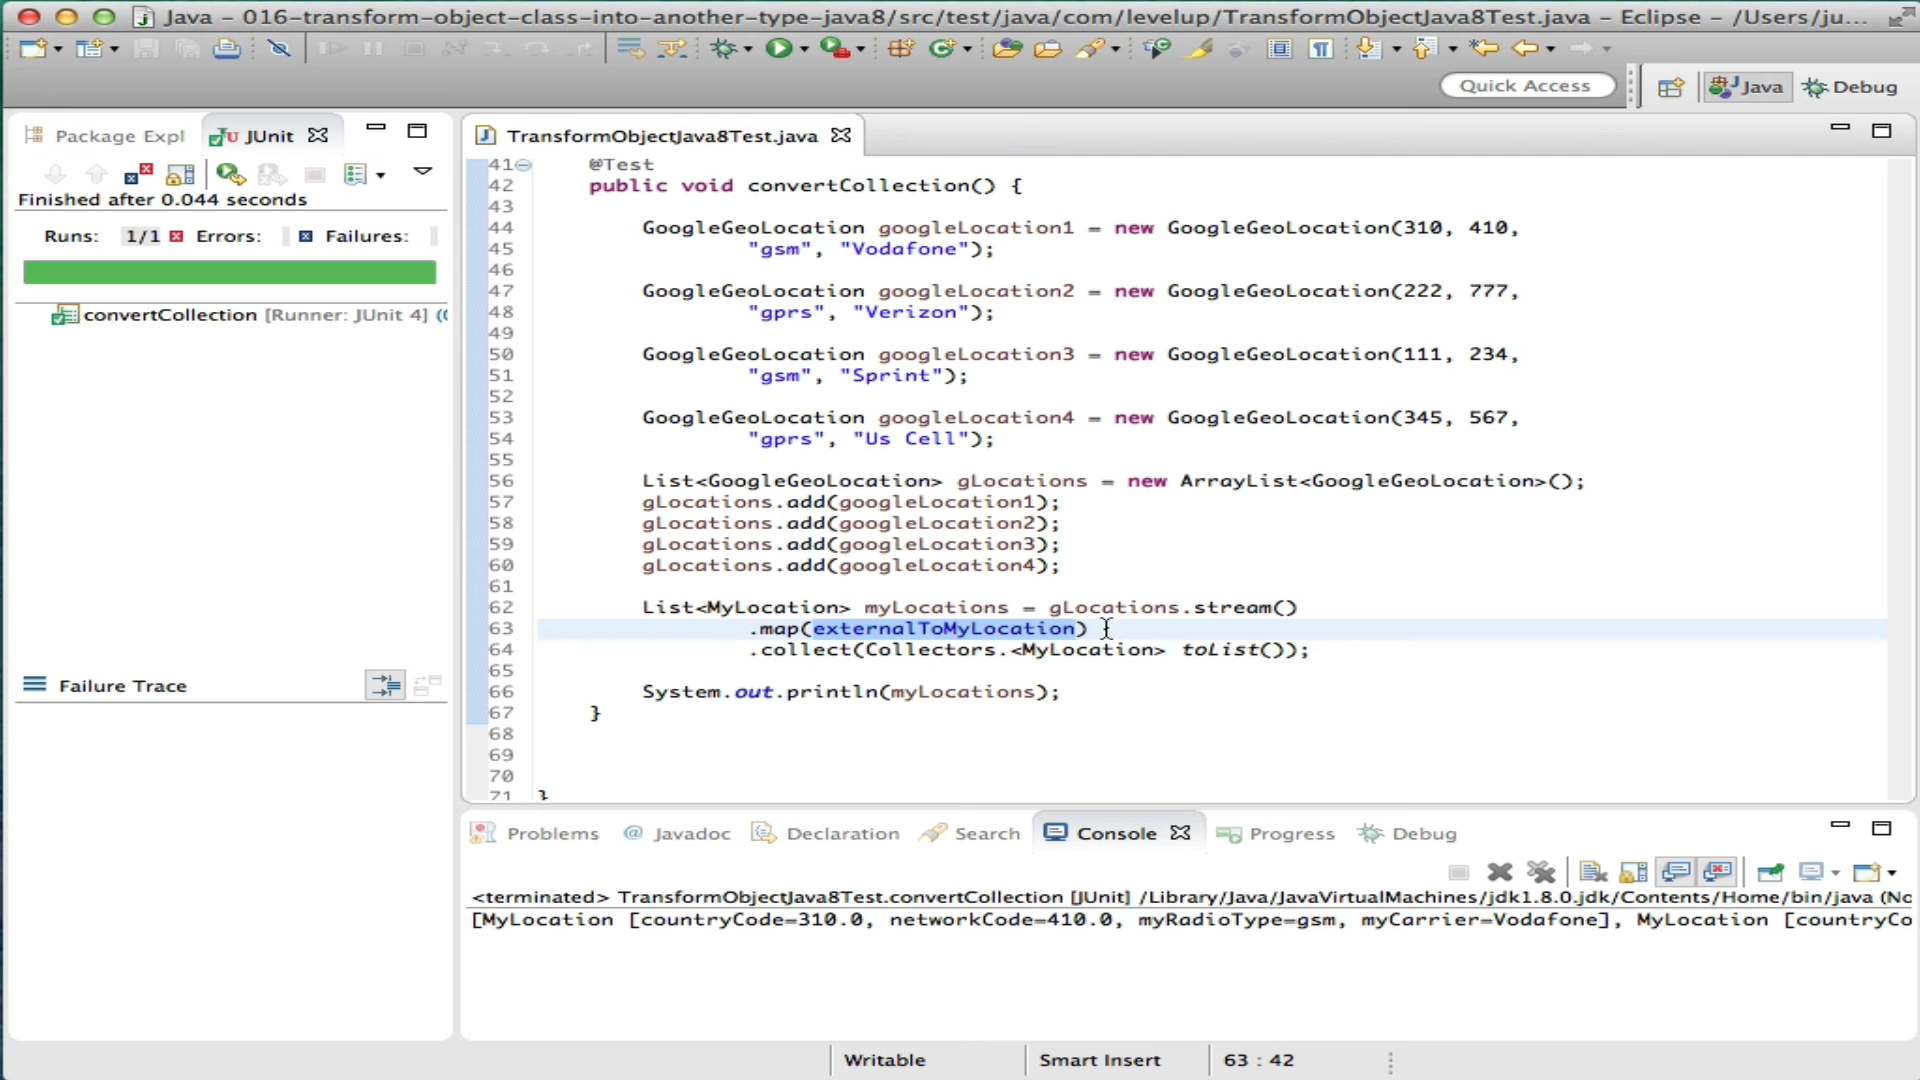 Java – 016-transform-object-class-into-another-type-java8/src/test/java/com/levelup/TransformObjectJava8Test.java – Eclipse – /Users/ju...
Quick Access
Java
Debug
Package Expl
JUnit
TransformObjectJava8Test.java
Finished after 0.044 seconds
Runs: 1/1 Errors: Failures:
convertCollection [Runner: JUnit 4] (
Failure Trace
41 @Test
42 public void convertCollection() {
43
44 GoogleGeoLocation googleLocation1 = new GoogleGeoLocation(310, 410,
45 "gsm", "Vodafone");
46
47 GoogleGeoLocation googleLocation2 = new GoogleGeoLocation(222, 777,
48 "gprs", "Verizon");
49
50 GoogleGeoLocation googleLocation3 = new GoogleGeoLocation(111, 234,
51 "gsm", "Sprint");
52
53 GoogleGeoLocation googleLocation4 = new GoogleGeoLocation(345, 567,
54 "gprs", "Us Cell");
55
56 List<GoogleGeoLocation> gLocations = new ArrayList<GoogleGeoLocation>();
57 gLocations.add(googleLocation1);
58 gLocations.add(googleLocation2);
59 gLocations.add(googleLocation3);
60 gLocations.add(googleLocation4);
61
62 List<MyLocation> myLocations = gLocations.stream()
63 .map(externalToMyLocation)
64 .collect(Collectors.<MyLocation> toList());
65
66 System.out.println(myLocations);
67 }
68
69
70
71 }
Problems @ Javadoc Declaration Search Console Progress Debug
<terminated> TransformObjectJava8Test.convertCollection [JUnit] /Library/Java/JavaVirtualMachines/jdk1.8.0.jdk/Contents/Home/bin/java (No
[MyLocation [countryCode=310.0, networkCode=410.0, myRadioType=gsm, myCarrier=Vodafone], MyLocation [countryCo
Writable
Smart Insert
63 : 42